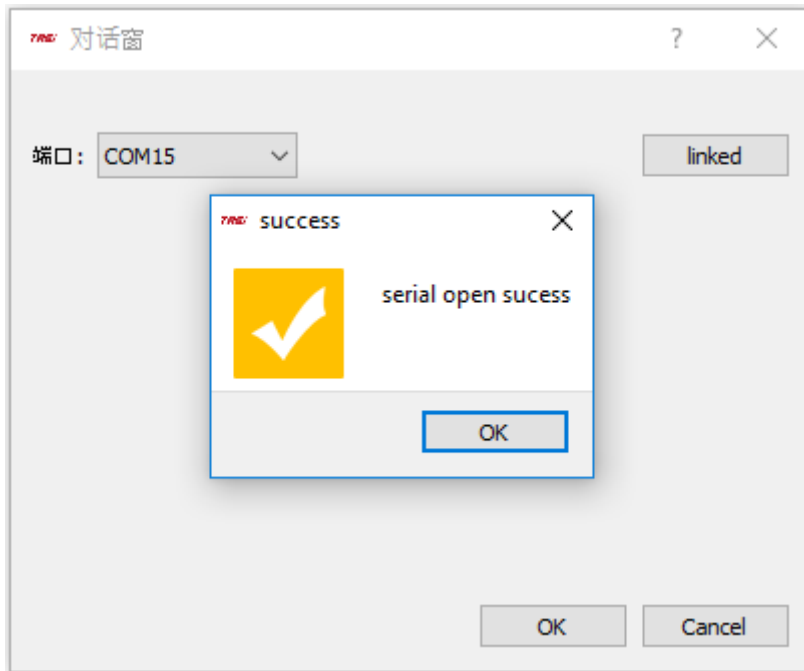 对话窗
端口: COM15
linked
success
serial open sucess
OK
OK
Cancel